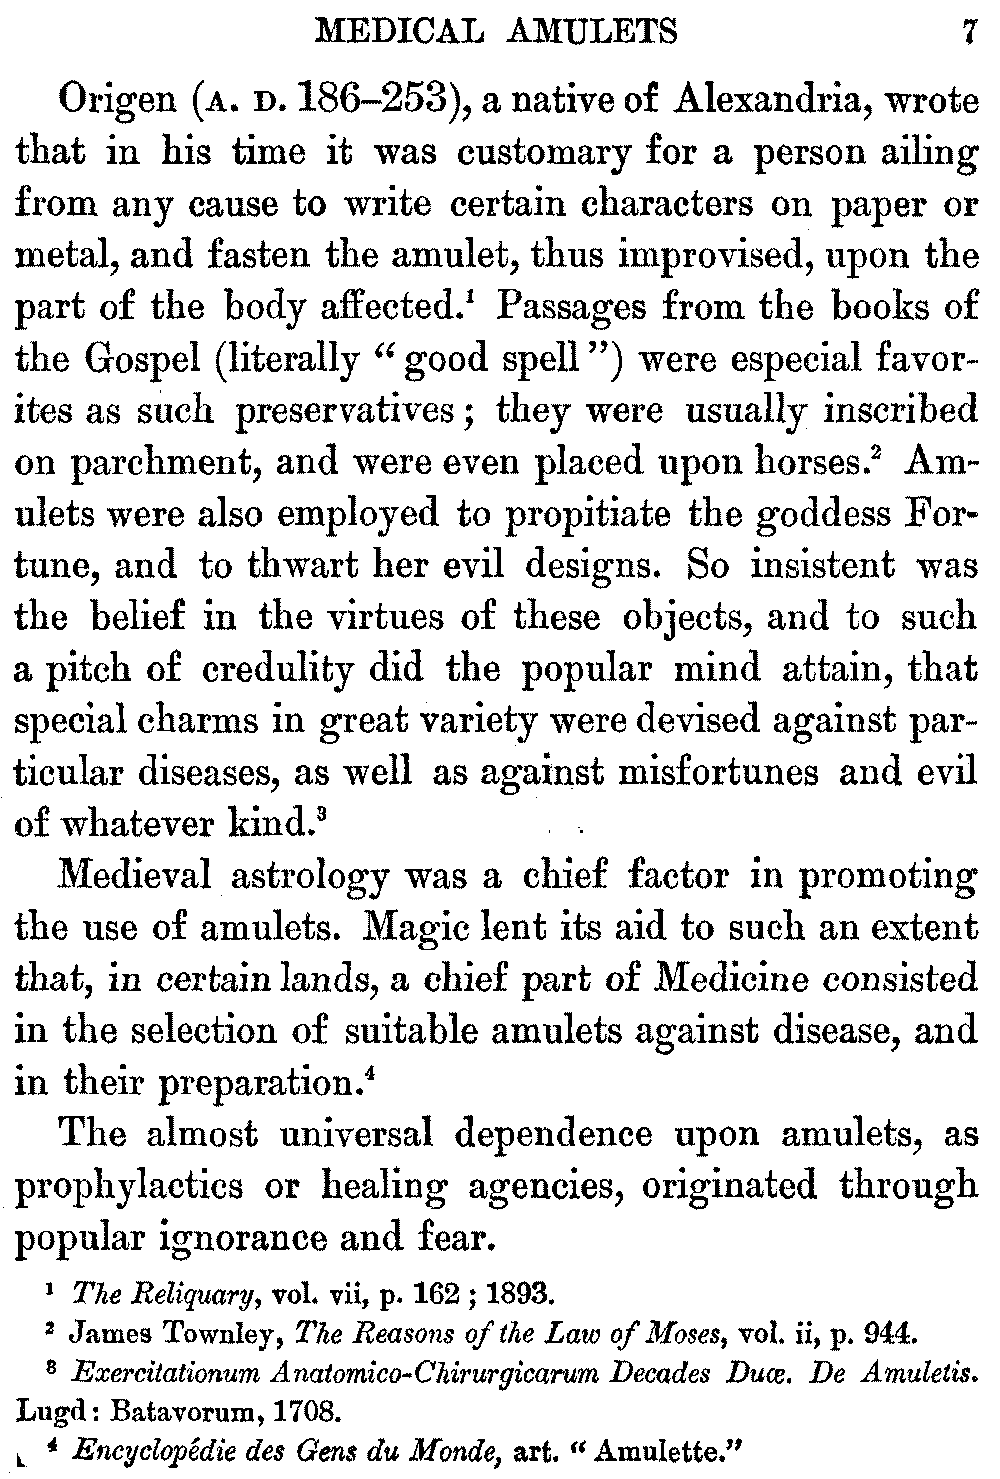 MEDICAL AMULETS 7
Origen (A. D. 186–253), a native of Alexandria, wrote
that in his time it was customary for a person ailing
from any cause to write certain characters on paper or
metal, and fasten the amulet, thus improvised, upon the
part of the body affected.¹ Passages from the books of
the Gospel (literally “ good spell ”) were especial favor-
ites as such preservatives ; they were usually inscribed
on parchment, and were even placed upon horses.² Am-
ulets were also employed to propitiate the goddess For-
tune, and to thwart her evil designs. So insistent was
the belief in the virtues of these objects, and to such
a pitch of credulity did the popular mind attain, that
special charms in great variety were devised against par-
ticular diseases, as well as against misfortunes and evil
of whatever kind.³
Medieval astrology was a chief factor in promoting
the use of amulets. Magic lent its aid to such an extent
that, in certain lands, a chief part of Medicine consisted
in the selection of suitable amulets against disease, and
in their preparation.⁴
The almost universal dependence upon amulets, as
prophylactics or healing agencies, originated through
popular ignorance and fear.
¹ The Reliquary, vol. vii, p. 162 ; 1893.
² James Townley, The Reasons of the Law of Moses, vol. ii, p. 944.
³ Exercitationum Anatomico-Chirurgicarum Decades Duœ. De Amuletis.
Lugd : Batavorum, 1708.
⁴ Encyclopédie des Gens du Monde, art. “ Amulette.”